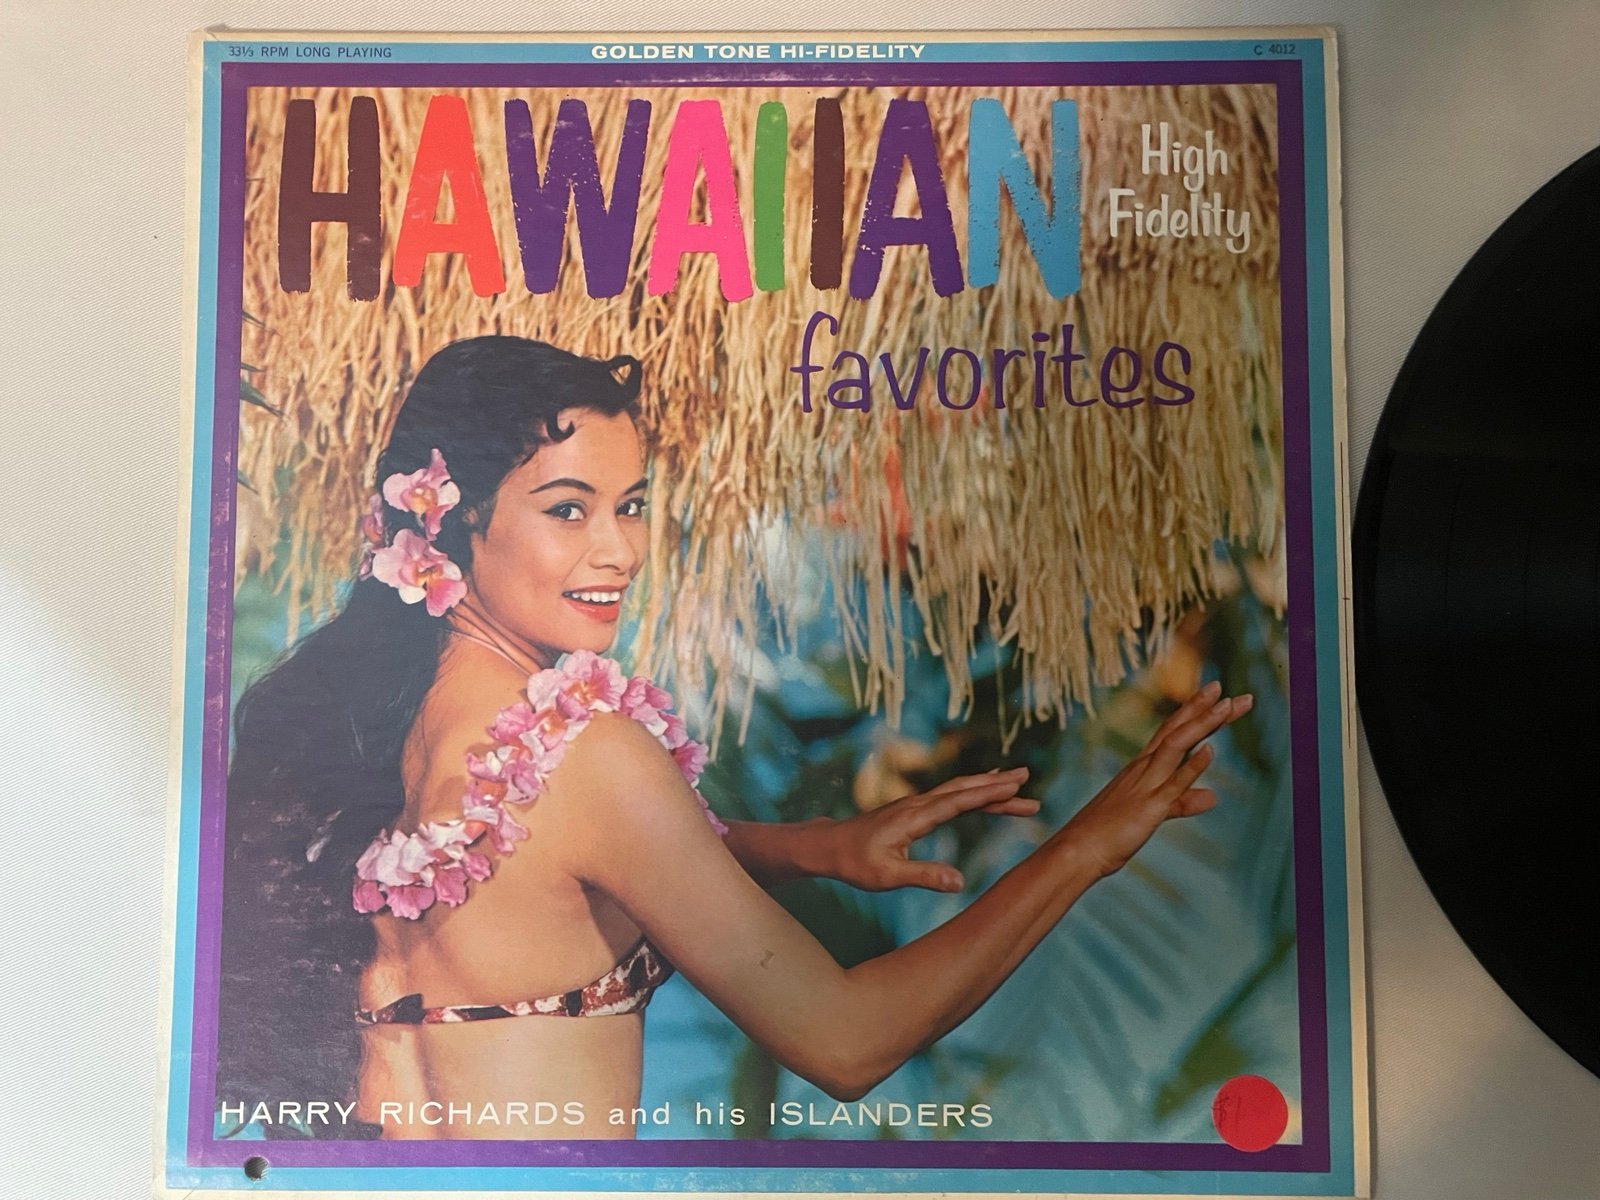 33⅓ RPM LONG PLAYING
GOLDEN TONE HI-FIDELITY
C 4012
HAWAIIAN
High
Fidelity
favorites
HARRY RICHARDS and his ISLANDERS
$1